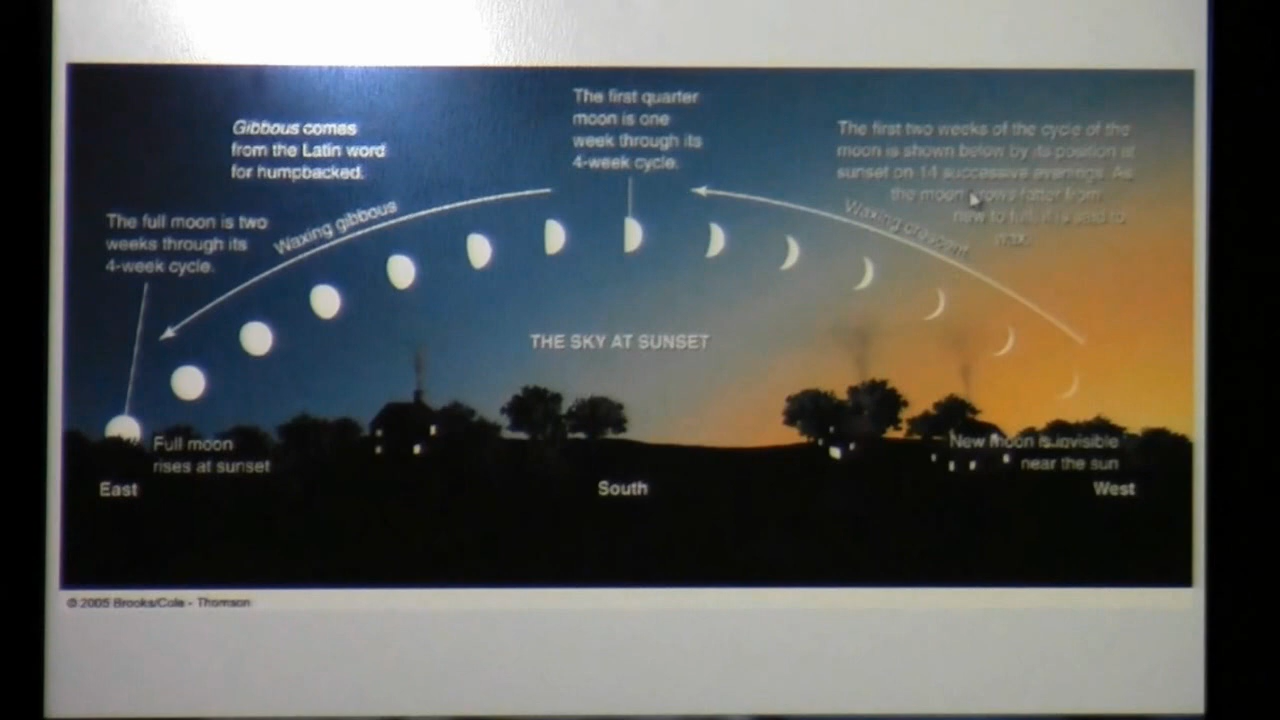 The first quarter
moon is one
week through its
4-week cycle.
Gibbous comes
from the Latin word
for humpbacked.
The first two weeks of the cycle of the
moon is shown below by its position at
sunset on 14 successive evenings. As
the moon grows fatter from
new to full, it is said to
wax.
The full moon is two
weeks through its
4-week cycle.
Waxing gibbous
Waxing crescent
THE SKY AT SUNSET
Full moon
rises at sunset
New moon is invisible
near the sun
East
South
West
© 2005 Brooks/Cole - Thomson